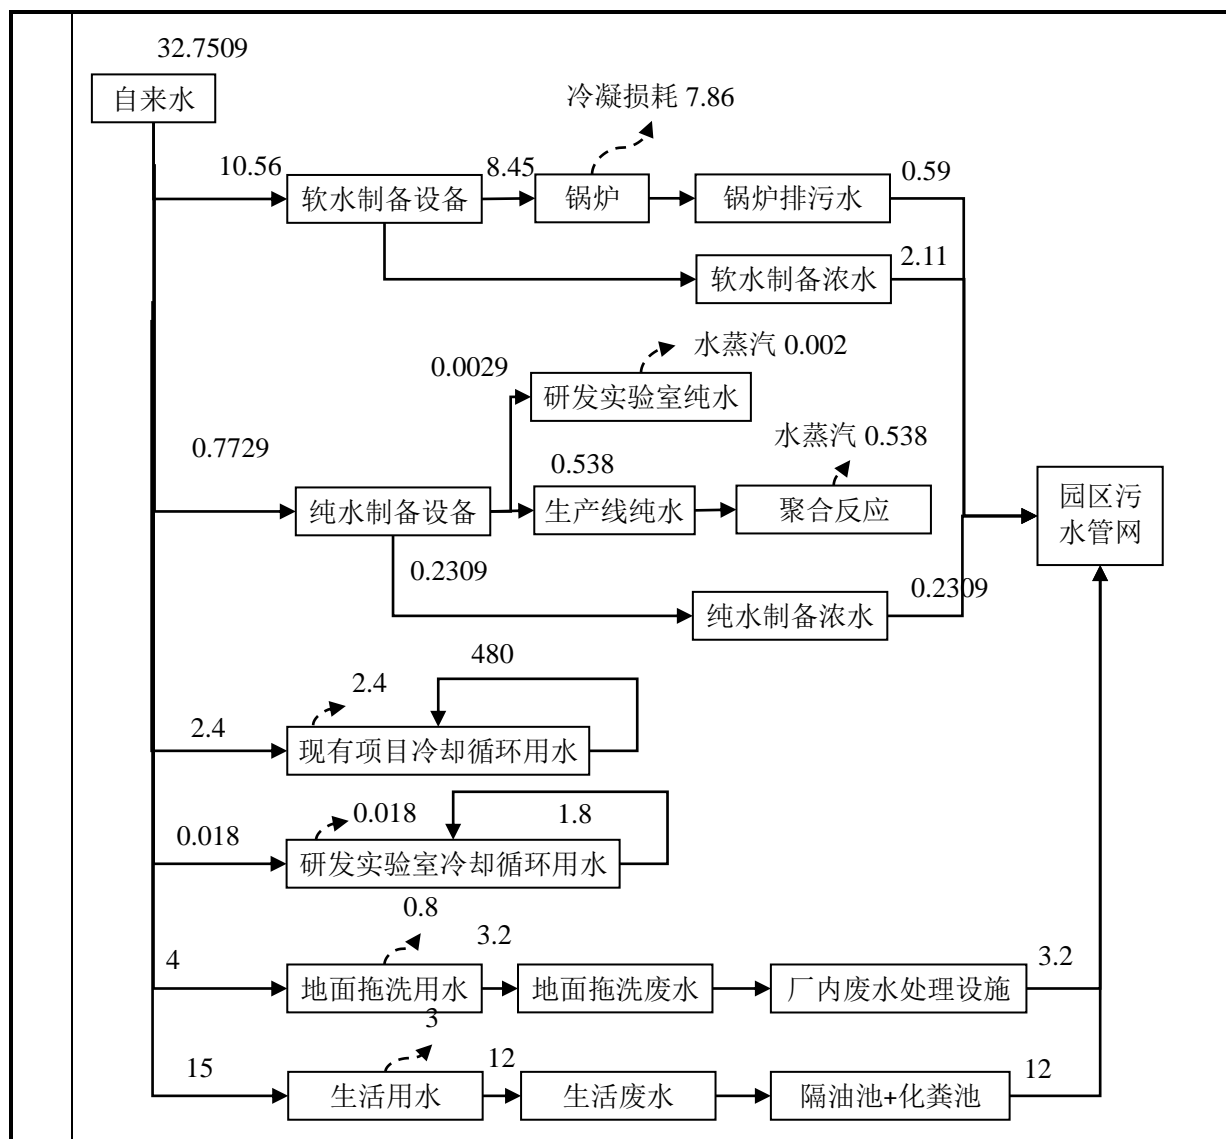 32.7509
自来水
冷凝损耗 7.86
10.56
软水制备设备
8.45
锅炉
锅炉排污水
0.59
软水制备浓水
2.11
水蒸汽 0.002
0.0029
研发实验室纯水
水蒸汽 0.538
0.7729
0.538
纯水制备设备
生产线纯水
聚合反应
园区污
水管网
0.2309
纯水制备浓水
0.2309
480
2.4
2.4
现有项目冷却循环用水
0.018
1.8
0.018
研发实验室冷却循环用水
0.8
4
3.2
地面拖洗用水
地面拖洗废水
厂内废水处理设施
3.2
3
15
12
生活用水
生活废水
隔油池+化粪池
12